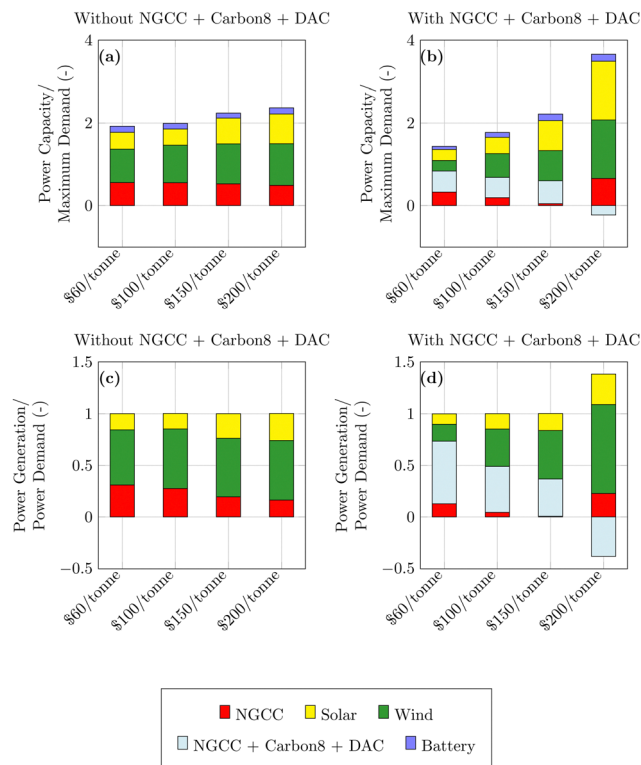 Without NGCC + Carbon8 + DAC
With NGCC + Carbon8 + DAC
(a)
(b)
Power Capacity/
Maximum Demand (-)
4
2
0
$60/tonne
$100/tonne
$150/tonne
$200/tonne
Power Capacity/
Maximum Demand (-)
4
2
0
$60/tonne
$100/tonne
$150/tonne
$200/tonne
Without NGCC + Carbon8 + DAC
With NGCC + Carbon8 + DAC
(c)
(d)
Power Generation/
Power Demand (-)
1.5
1
0.5
0
−0.5
$60/tonne
$100/tonne
$150/tonne
$200/tonne
Power Generation/
Power Demand (-)
1.5
1
0.5
0
−0.5
$60/tonne
$100/tonne
$150/tonne
$200/tonne
NGCC Solar Wind
NGCC + Carbon8 + DAC Battery